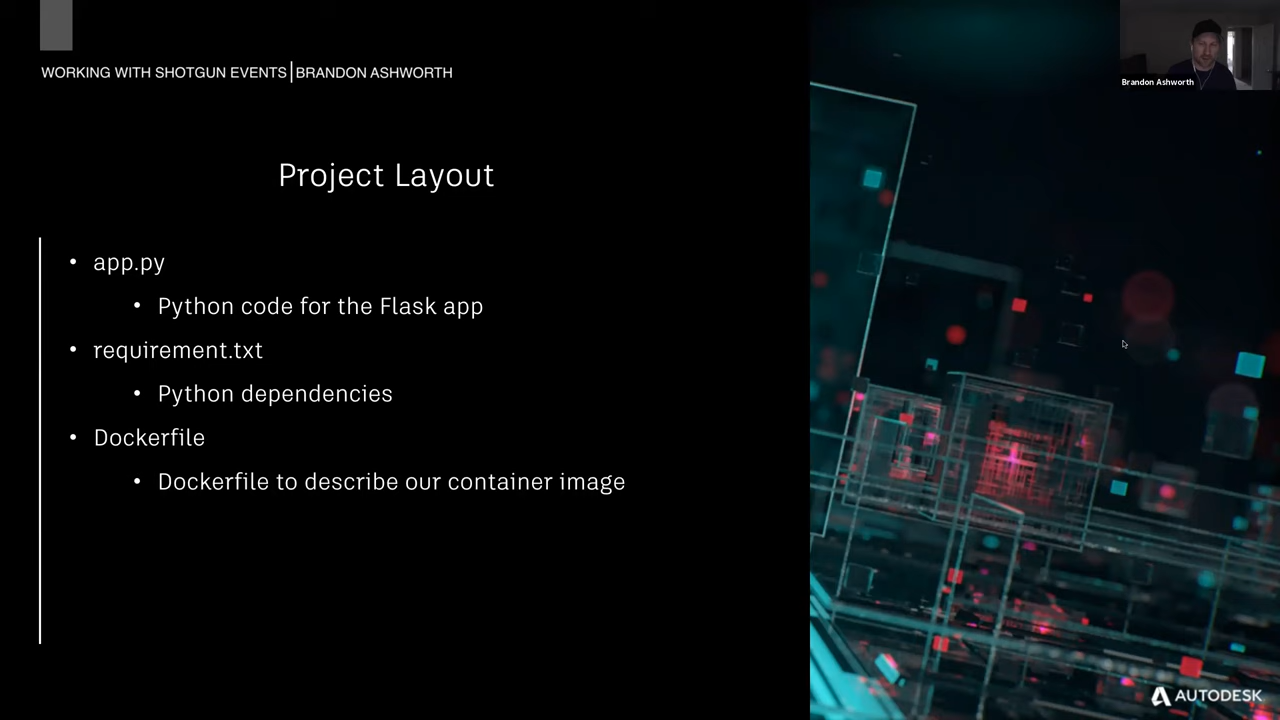 WORKING WITH SHOTGUN EVENTS|BRANDON ASHWORTH
Brandon Ashworth
Project Layout
• app.py
• Python code for the Flask app
• requirement.txt
• Python dependencies
• Dockerfile
• Dockerfile to describe our container image
AUTODESK